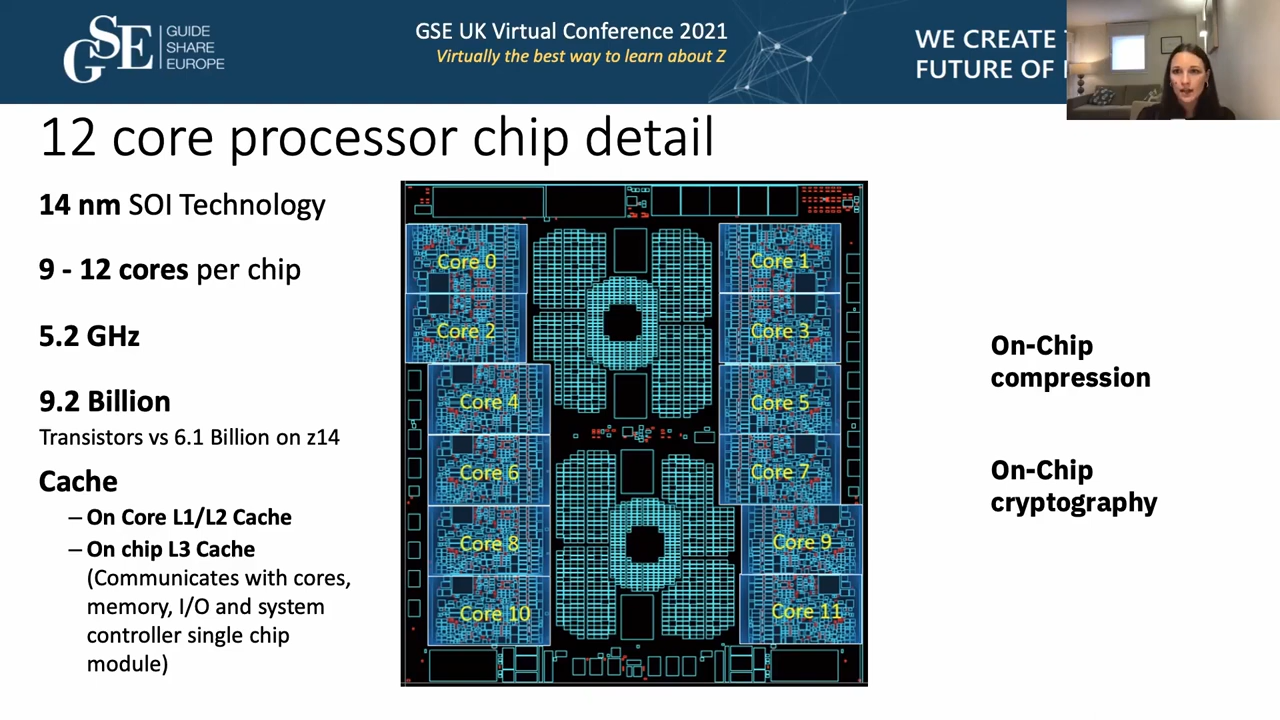 GSE
GUIDE
SHARE
EUROPE
GSE UK Virtual Conference 2021
Virtually the best way to learn about Z
WE CREATE
FUTURE OF
12 core processor chip detail
14 nm SOI Technology
9 - 12 cores per chip
5.2 GHz
9.2 Billion
Transistors vs 6.1 Billion on z14
Cache
– On Core L1/L2 Cache
– On chip L3 Cache
(Communicates with cores,
memory, I/O and system
controller single chip
module)
Core 0
Core 1
Core 2
Core 3
Core 4
Core 5
Core 6
Core 7
Core 8
Core 9
Core 10
Core 11
On-Chip
compression
On-Chip
cryptography